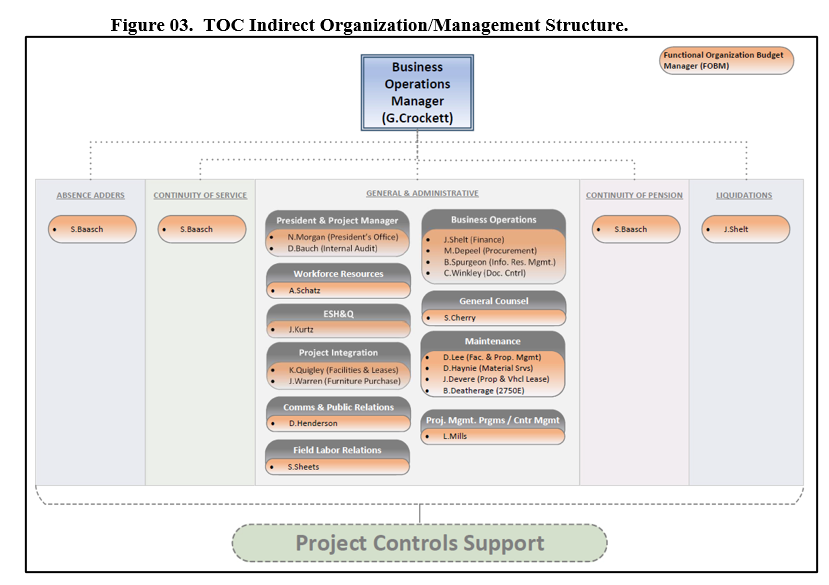 Figure 03.  TOC Indirect Organization/Management Structure.
Functional Organization Budget
Manager (FOBM)
Business
Operations
Manager
(G.Crockett)
ABSENCE ADDERS
• S.Baasch
CONTINUITY OF SERVICE
• S.Baasch
GENERAL & ADMINISTRATIVE
President & Project Manager
• N.Morgan (President's Office)
• D.Bauch (Internal Audit)
Workforce Resources
• A.Schatz
ESH&Q
• J.Kurtz
Project Integration
• K.Quigley (Facilities & Leases)
• J.Warren (Furniture Purchase)
Comms & Public Relations
• D.Henderson
Field Labor Relations
• S.Sheets
Business Operations
• J.Shelt (Finance)
• M.Depeel (Procurement)
• B.Spurgeon (Info. Res. Mgmt.)
• C.Winkley (Doc. Cntrl)
General Counsel
• S.Cherry
Maintenance
• D.Lee (Fac. & Prop. Mgmt)
• D.Haynie (Material Srvs)
• J.Devere (Prop & Vhcl Lease)
• B.Deatherage (2750E)
Proj. Mgmt. Prgms / Cntr Mgmt
• L.Mills
CONTINUITY OF PENSION
• S.Baasch
LIQUIDATIONS
• J.Shelt
Project Controls Support